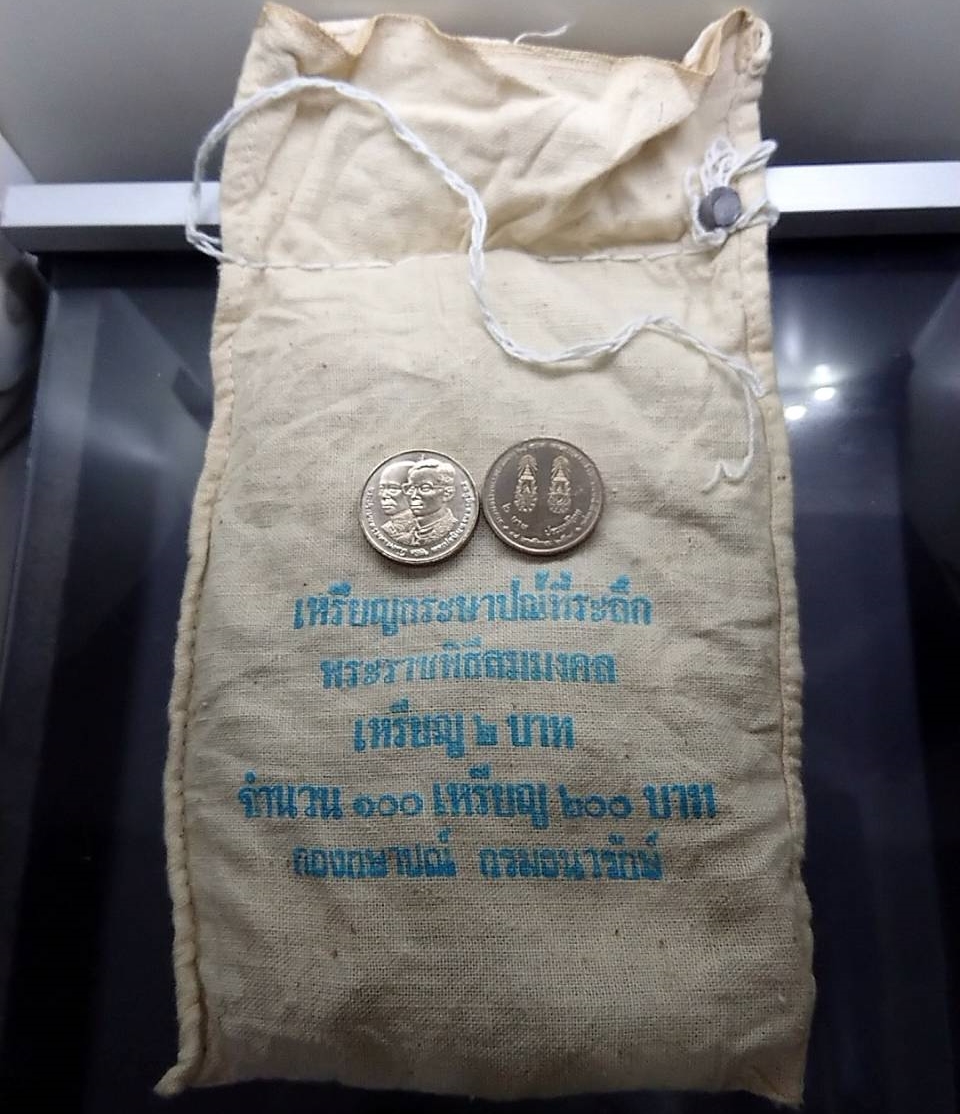 เหรียญกระษาปณ์ที่ระลึก
พระราชพิธีสมมงคล
เหรียญ ๒ บาท
จำนวน ๑๐๐ เหรียญ ๒๐๐ บาท
กองกษาปณ์ กรมธนารักษ์